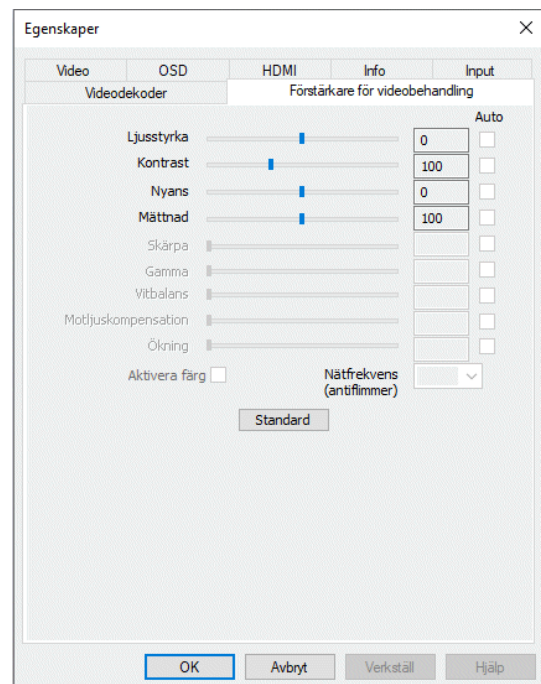 Egenskaper
Video OSD HDMI Info Input
Videodekoder Förstärkare för videobehandling
Auto
Ljusstyrka 0
Kontrast 100
Nyans 0
Mättnad 100
Skärpa
Gamma
Vitbalans
Motljuskompensation
Ökning
Aktivera färg Nätfrekvens
(antiflimmer)
Standard
OK Avbryt Verkställ Hjälp